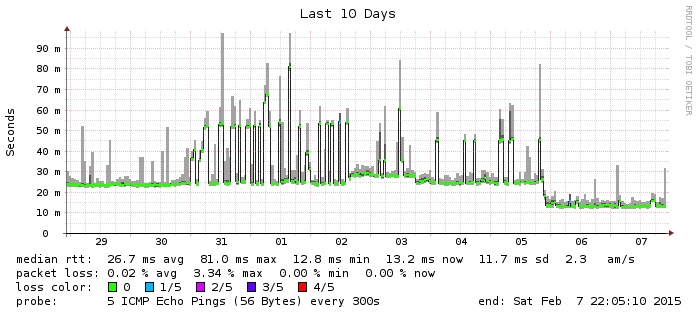 Last 10 Days
RRDTOOL / TOBI OETIKER
Seconds
90 m
80 m
70 m
60 m
50 m
40 m
30 m
20 m
10 m
0
29 30 31 01 02 03 04 05 06 07
median rtt: 26.7 ms avg 81.0 ms max 12.8 ms min 13.2 ms now 11.7 ms sd 2.3 am/s
packet loss: 0.02 % avg 3.34 % max 0.00 % min 0.00 % now
loss color: 0 1/5 2/5 3/5 4/5
probe: 5 ICMP Echo Pings (56 Bytes) every 300s end: Sat Feb 7 22:05:10 2015